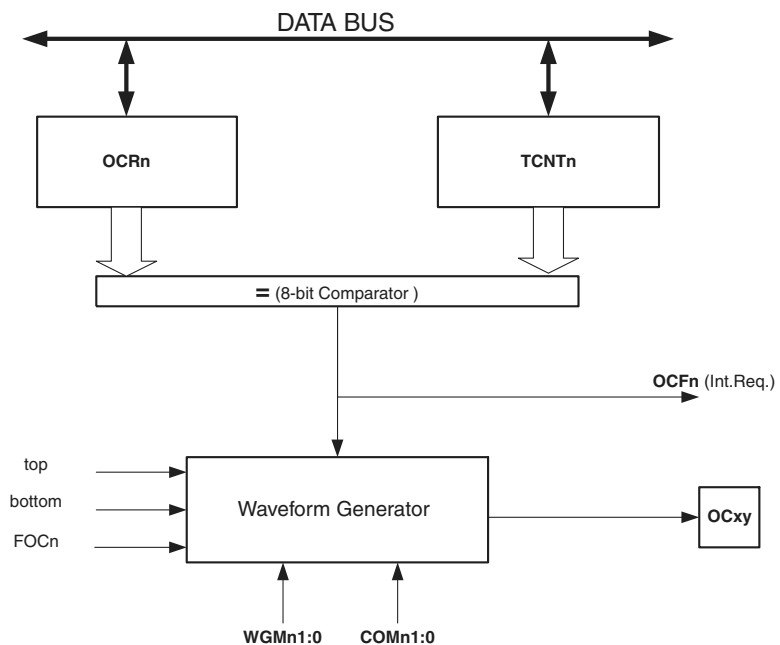 DATA BUS
OCRn
TCNTn
= (8-bit Comparator )
OCFn (Int.Req.)
top
bottom
FOCn
Waveform Generator
OCxy
WGMn1:0
COMn1:0